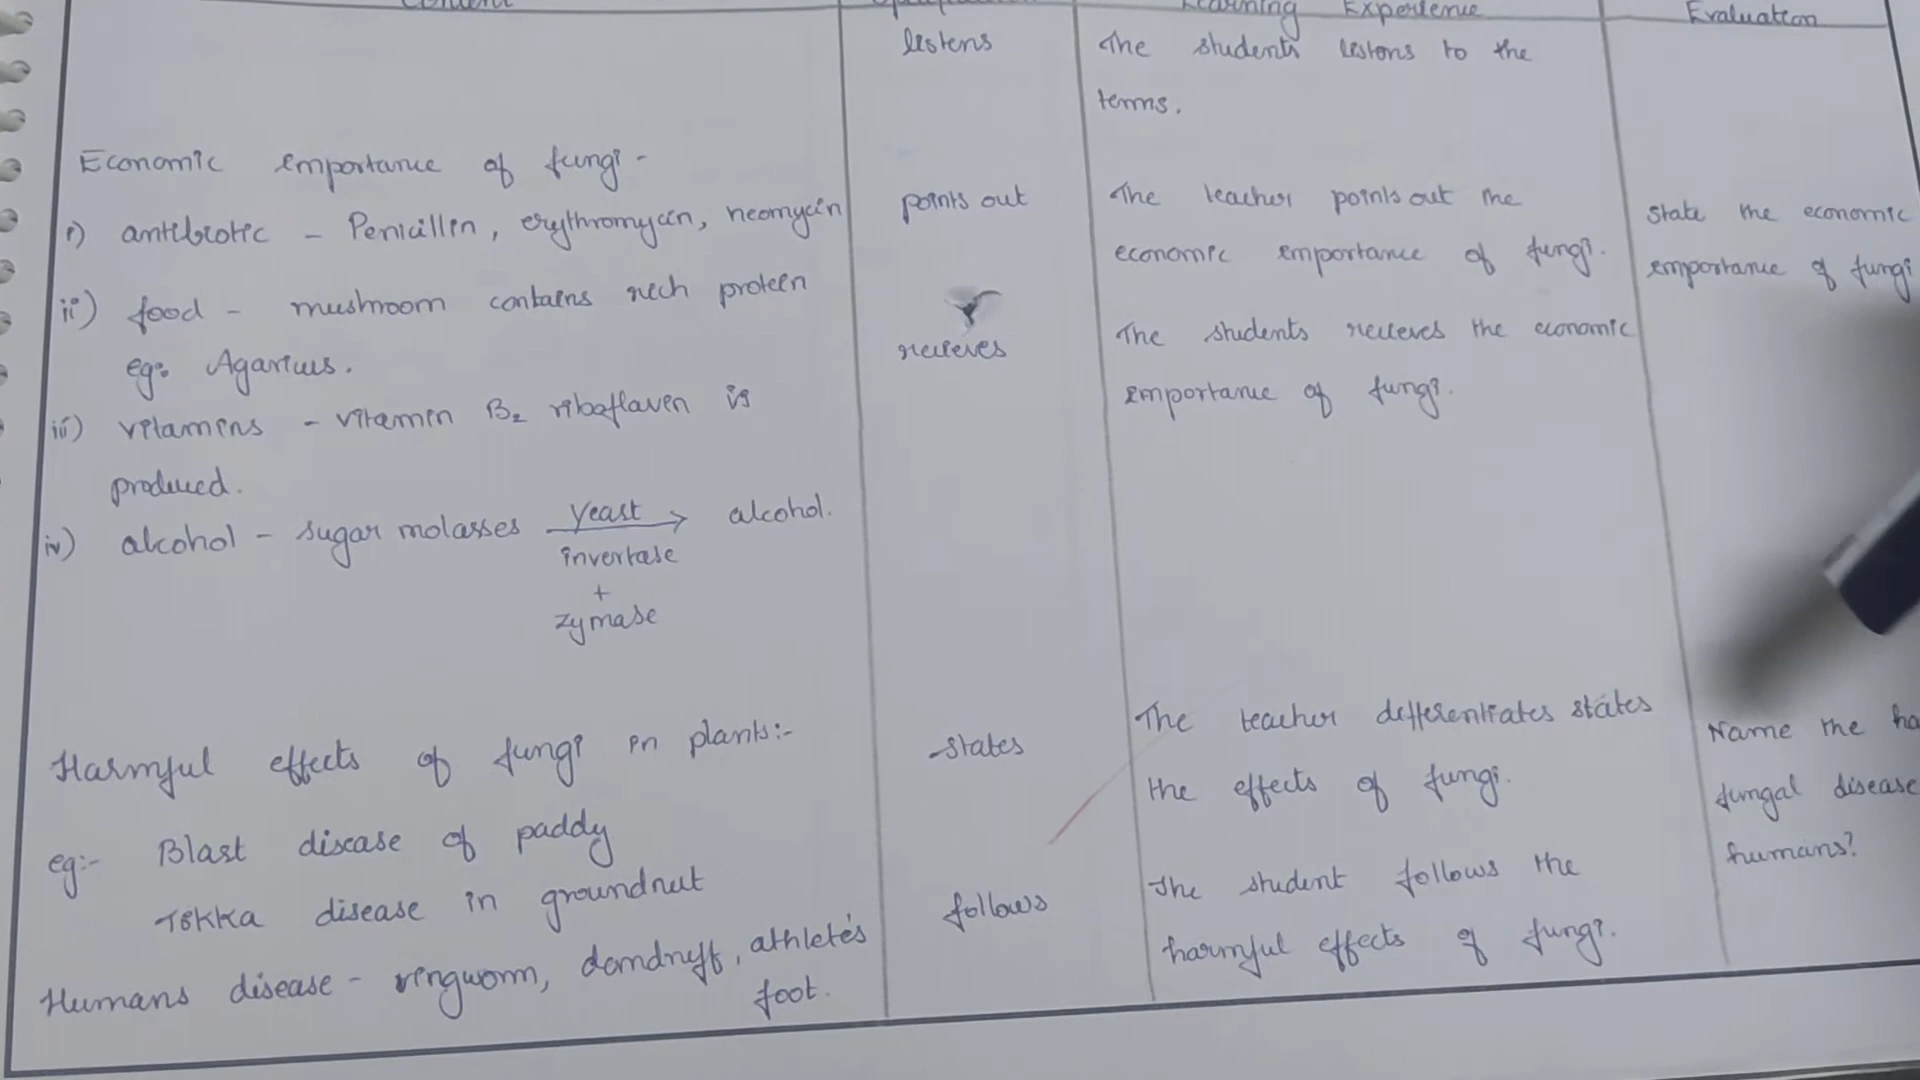 Content
Learning Experience
Evaluation
listens
The students listens to the
terms.
Economic importance of fungi -
i) antibiotic - Penicillin, erythromycin, neomycin
ii) food - mushroom contains rich protein
eg: Agaricus.
iii) vitamins - vitamin B2 riboflavin is
produced.
iv) alcohol - sugar molasses yeast alcohol.
invertase
+
zymase
points out
The teacher points out the
economic importance of fungi.
State the economic
importance of fungi
recieves
The students recieves the economic
importance of fungi.
Harmful effects of fungi in plants:-
eg:- Blast disease of paddy
Tikka disease in groundnut
Humans disease - ringworm, dandruff, athlete's
foot.
states
The teacher differentiates states
the effects of fungi.
Name the
fungal disease
humans?
follows
The student follows the
harmful effects of fungi.